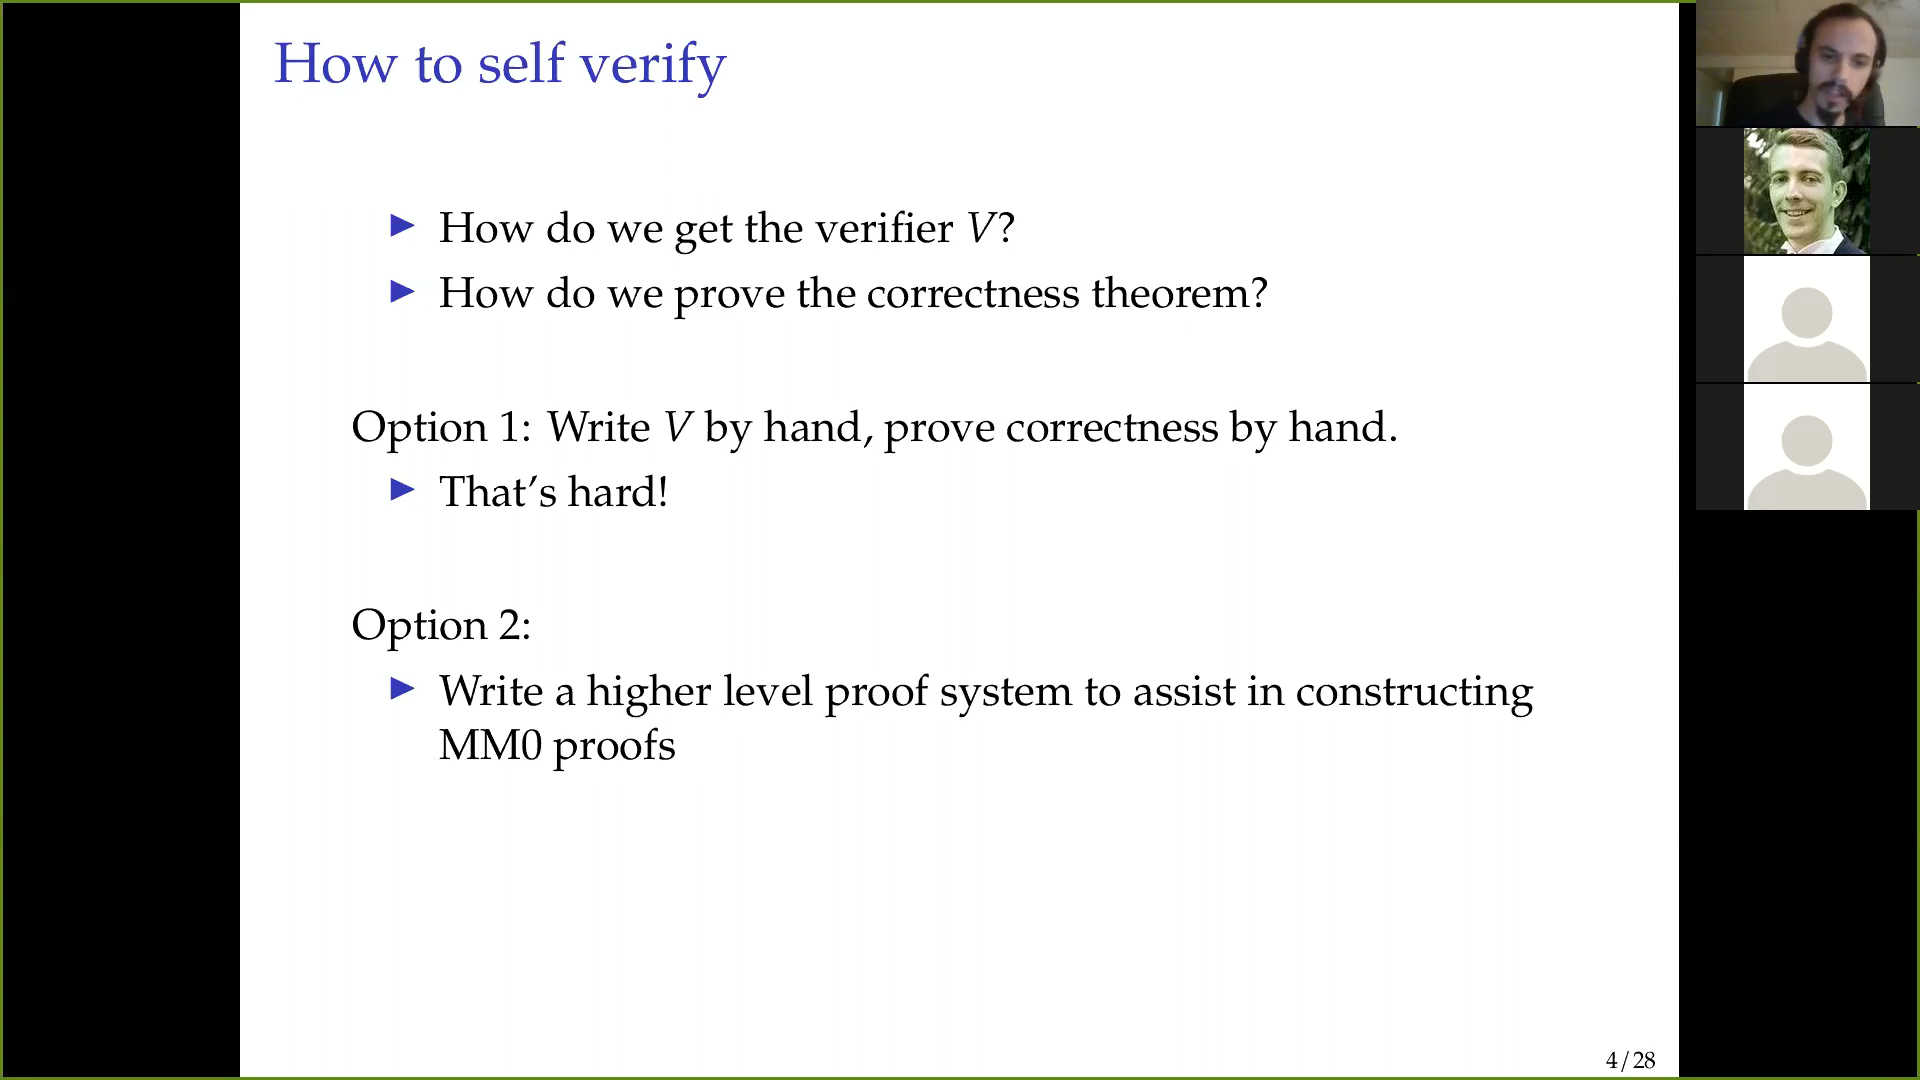 How to self verify
▶ How do we get the verifier V?
▶ How do we prove the correctness theorem?
Option 1: Write V by hand, prove correctness by hand.
▶ That’s hard!
Option 2:
▶ Write a higher level proof system to assist in constructing
MM0 proofs
4 / 28